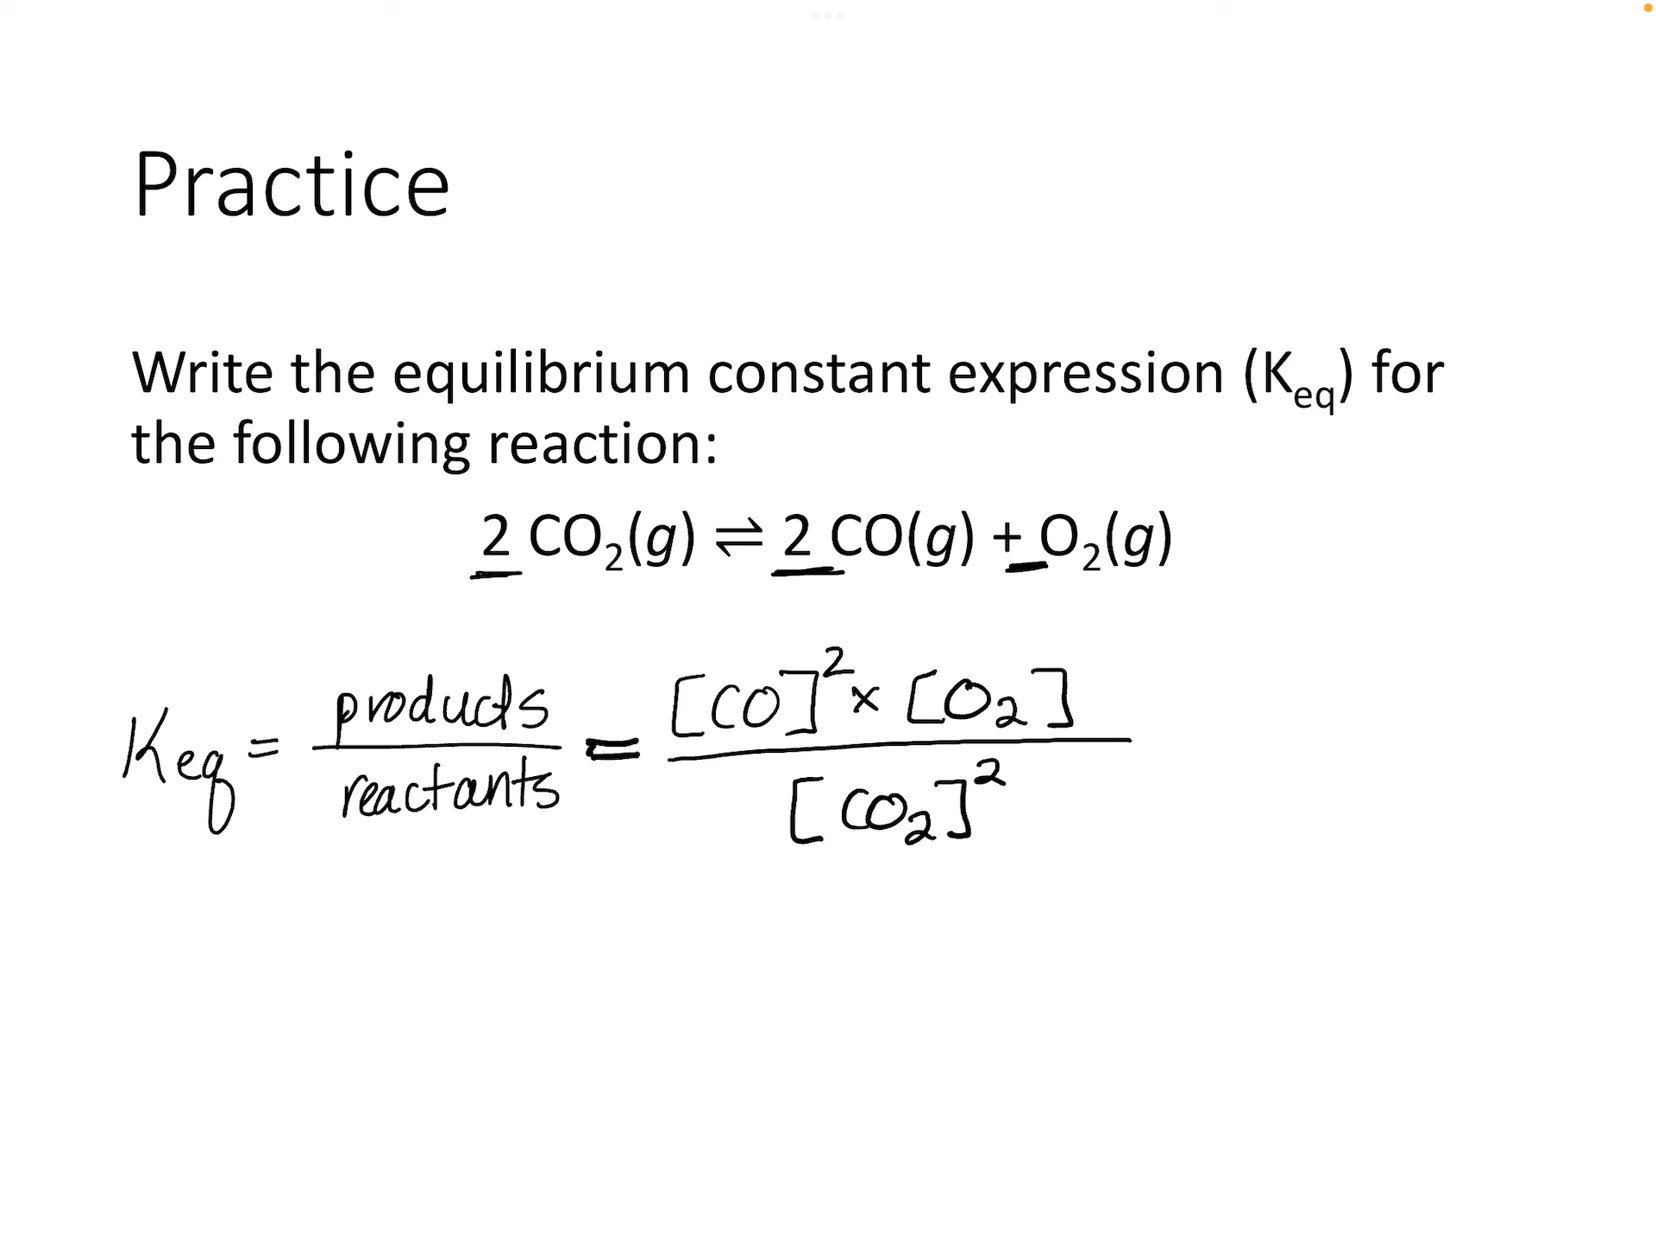 Practice
Write the equilibrium constant expression (Keq) for
the following reaction:
2 CO₂(g) ⇌ 2 CO(g) + O₂(g)
Keq = products / reactants = [CO]² × [O₂] / [CO₂]²